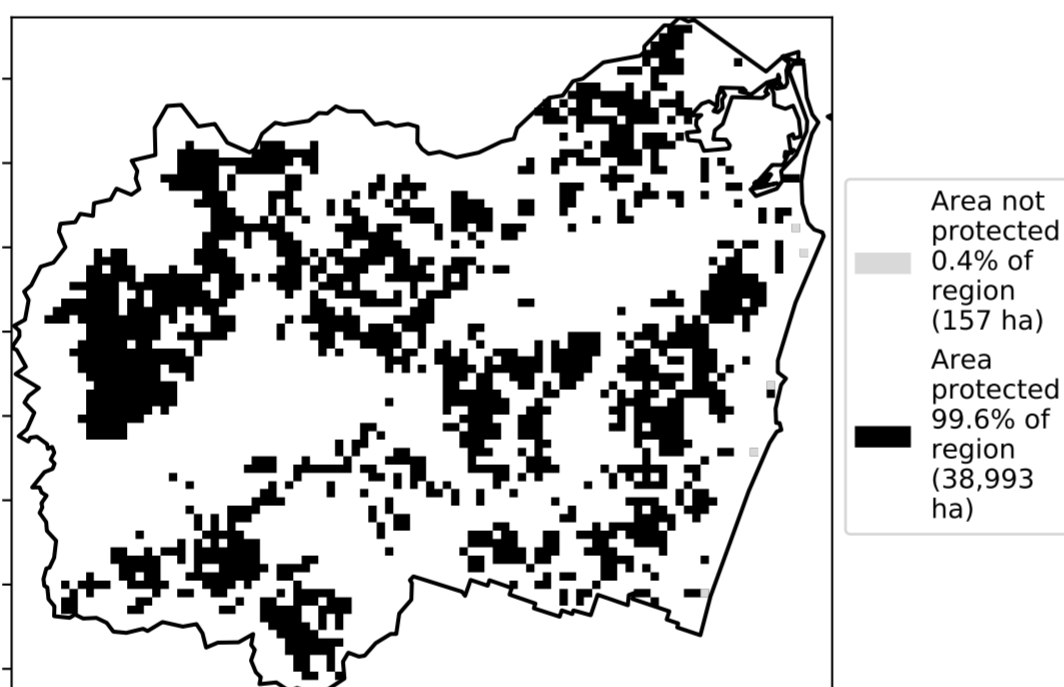 Area not
protected
0.4% of
region
(157 ha)
Area
protected
99.6% of
region
(38,993
ha)